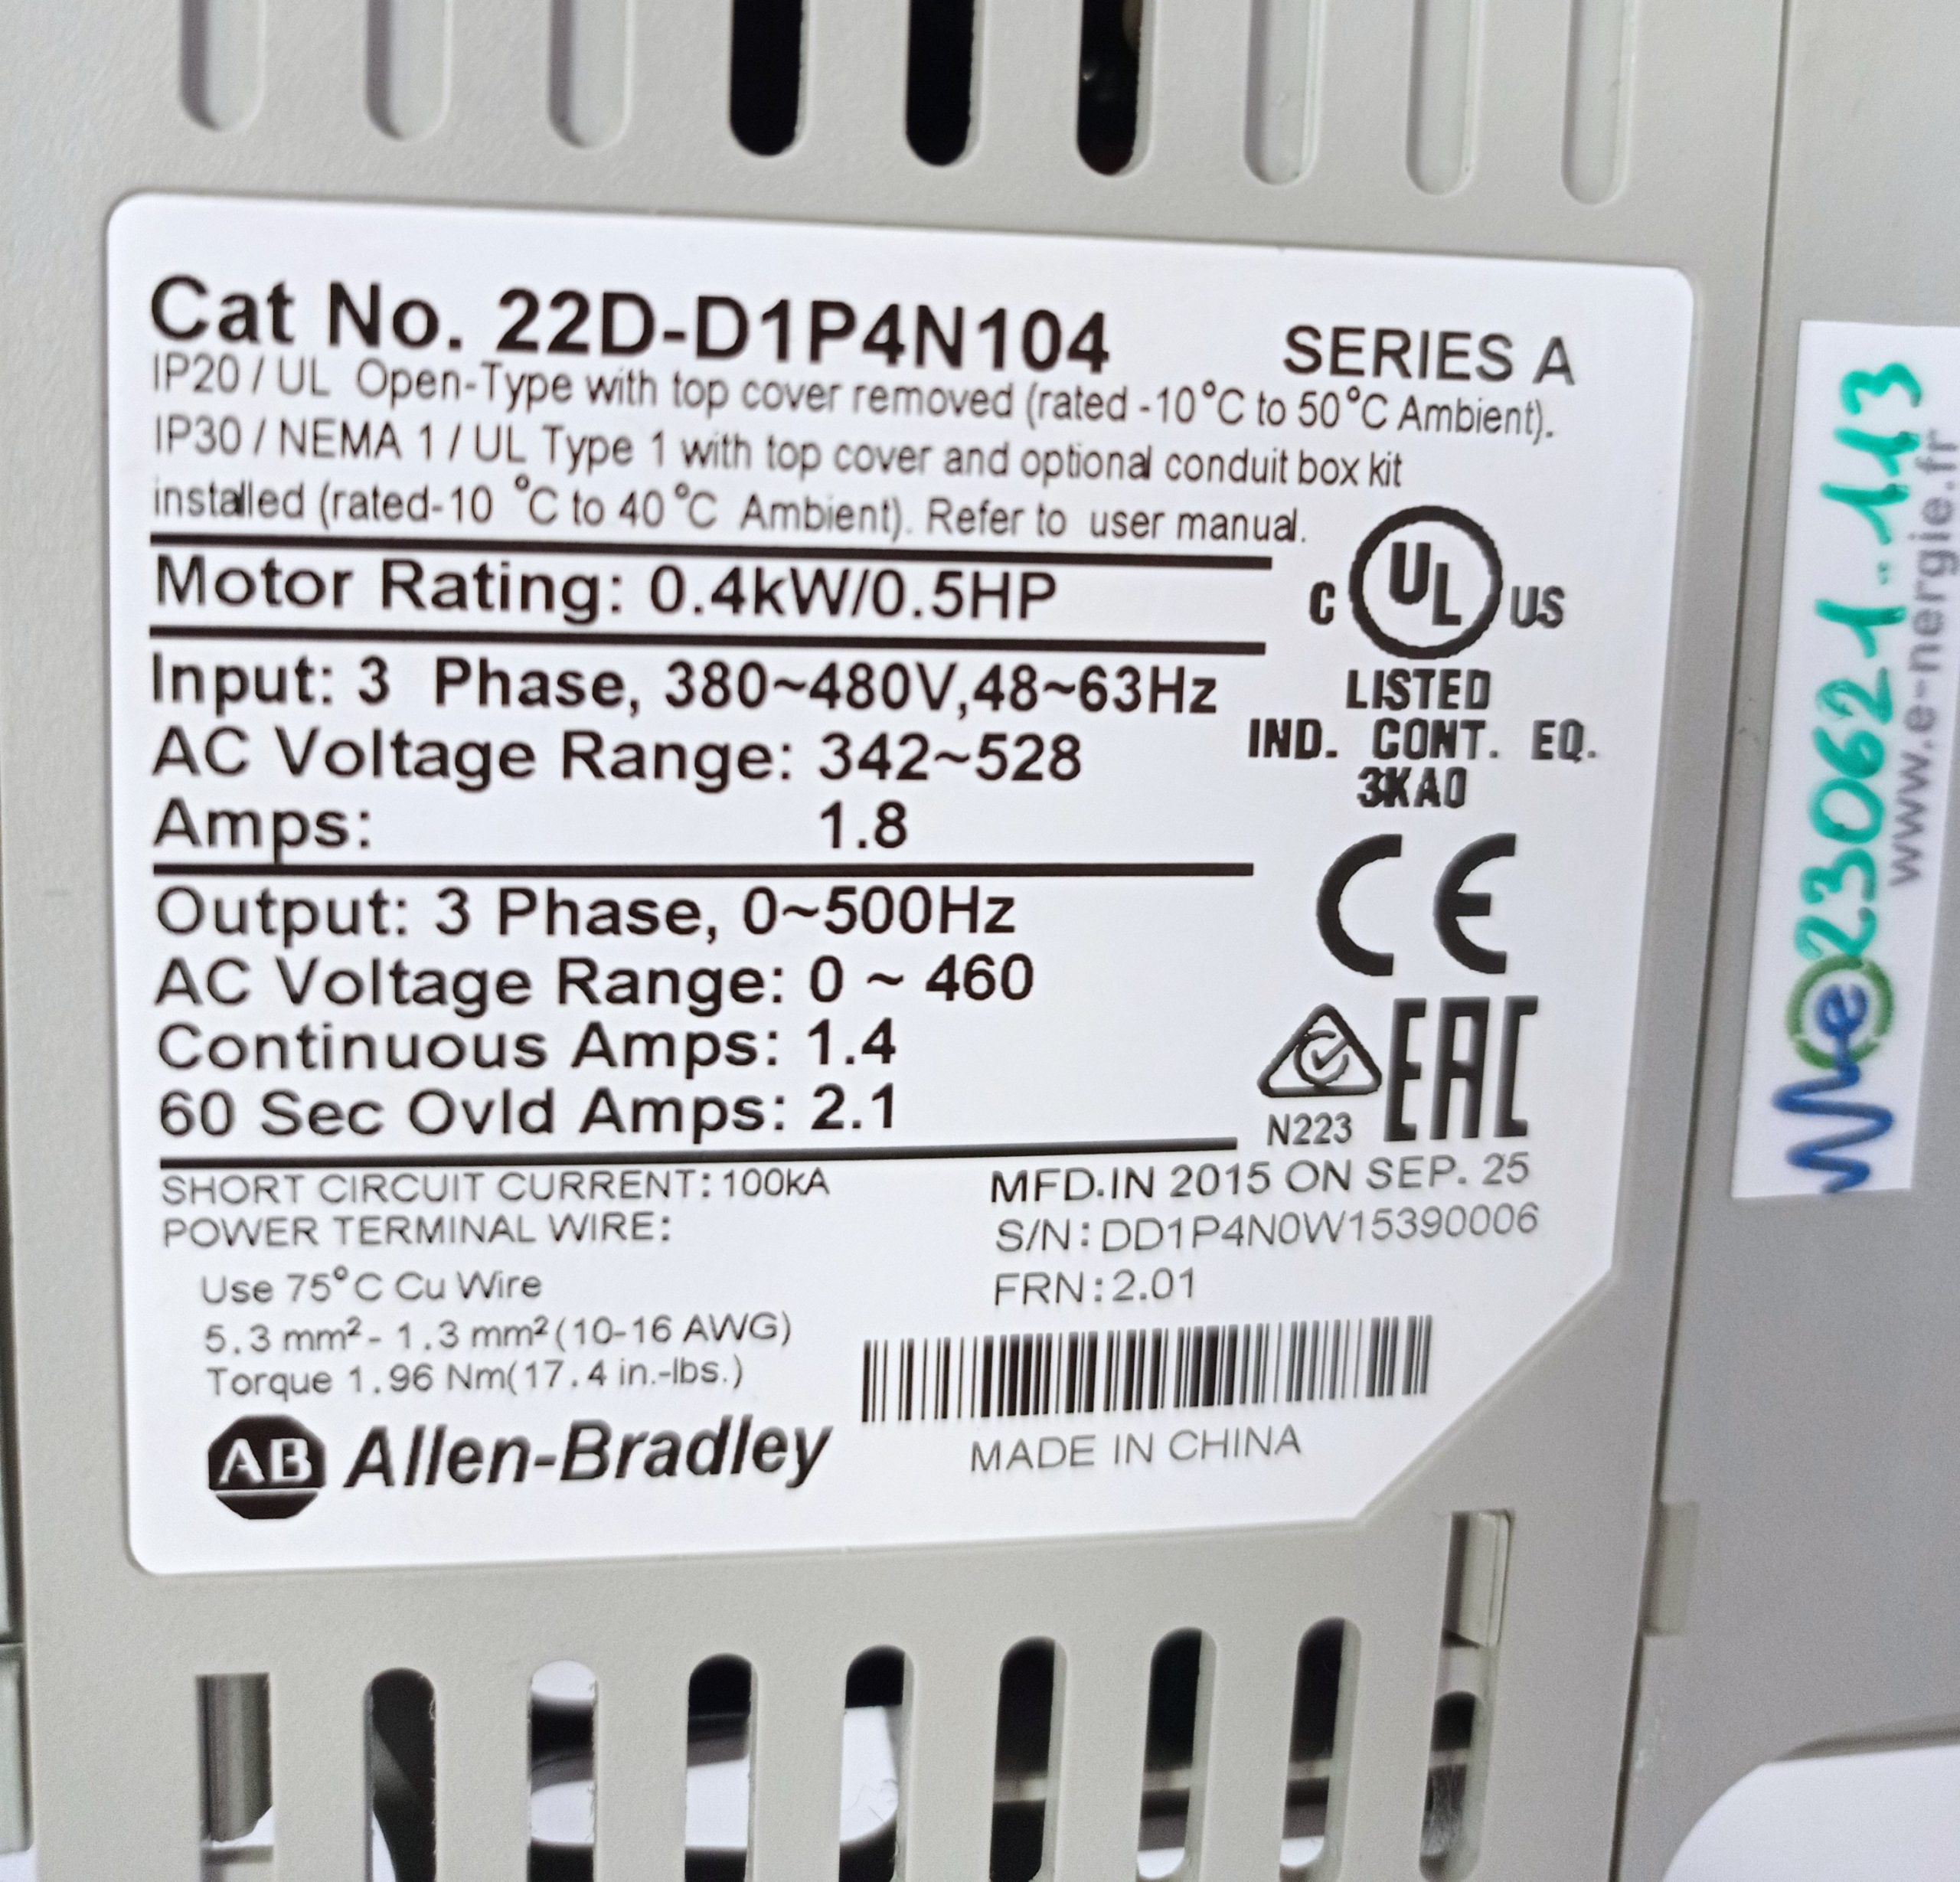 Cat No. 22D-D1P4N104 SERIES A
IP20 / UL Open-Type with top cover removed (rated -10°C to 50°C Ambient).
IP30 / NEMA 1 / UL Type 1 with top cover and optional conduit box kit
installed (rated-10 °C to 40°C Ambient). Refer to user manual.
Motor Rating: 0.4kW/0.5HP
Input: 3 Phase, 380~480V,48~63Hz
AC Voltage Range: 342~528
Amps: 1.8
Output: 3 Phase, 0~500Hz
AC Voltage Range: 0 ~ 460
Continuous Amps: 1.4
60 Sec Ovld Amps: 2.1
C UL US
LISTED
IND. CONT. EQ.
3KA0
CE
EAC
N223
SHORT CIRCUIT CURRENT: 100kA
POWER TERMINAL WIRE:
Use 75°C Cu Wire
5.3 mm²- 1.3 mm² (10-16 AWG)
Torque 1.96 Nm(17.4 in.-lbs.)
MFD.IN 2015 ON SEP. 25
S/N: DD1P4N0W15390006
FRN: 2.01
MADE IN CHINA
AB Allen-Bradley
230621-113
www.e-nergie.fr
e